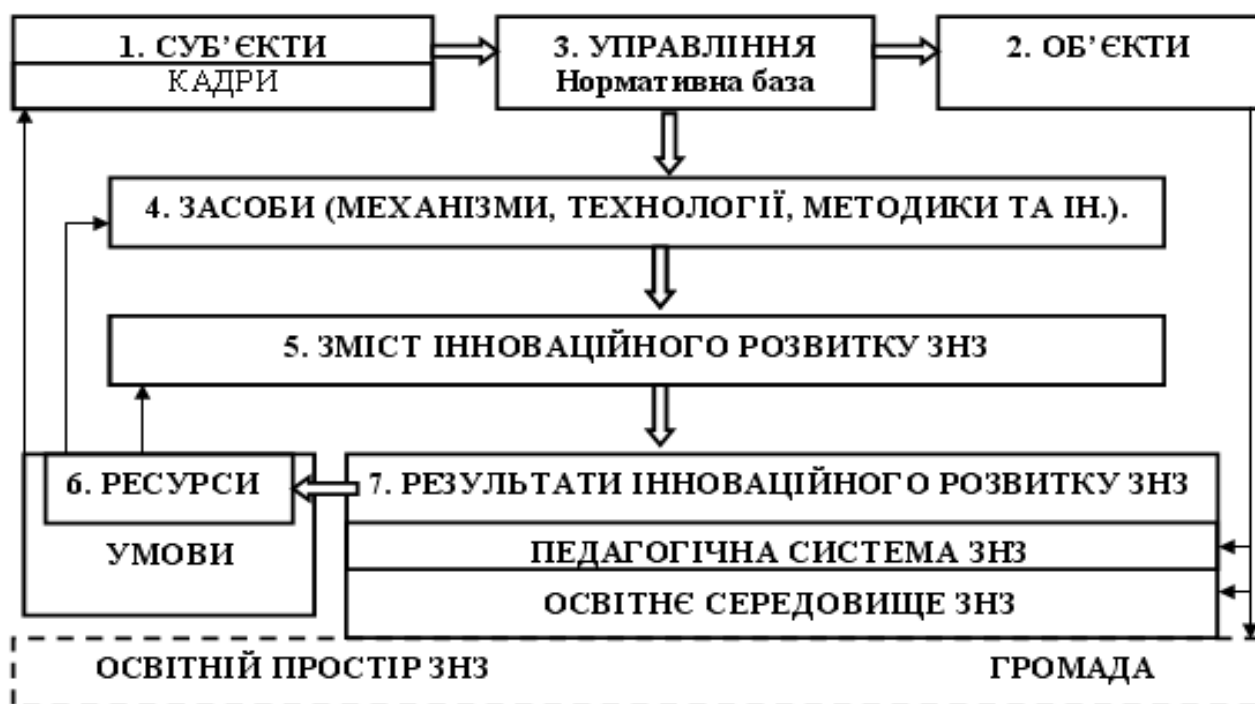 1. СУБ’ЄКТИ
КАДРИ
3. УПРАВЛІННЯ
Нормативна база
2. ОБ’ЄКТИ
4. ЗАСОБИ (МЕХАНІЗМИ, ТЕХНОЛОГІЇ, МЕТОДИКИ ТА ІН.).
5. ЗМІСТ ІННОВАЦІЙНОГО РОЗВИТКУ ЗНЗ
6. РЕСУРСИ
УМОВИ
7. РЕЗУЛЬТАТИ ІННОВАЦІЙНОГО РОЗВИТКУ ЗНЗ
ПЕДАГОГІЧНА СИСТЕМА ЗНЗ
ОСВІТНЄ СЕРЕДОВИЩЕ ЗНЗ
ОСВІТНІЙ ПРОСТІР ЗНЗ
ГРОМАДА